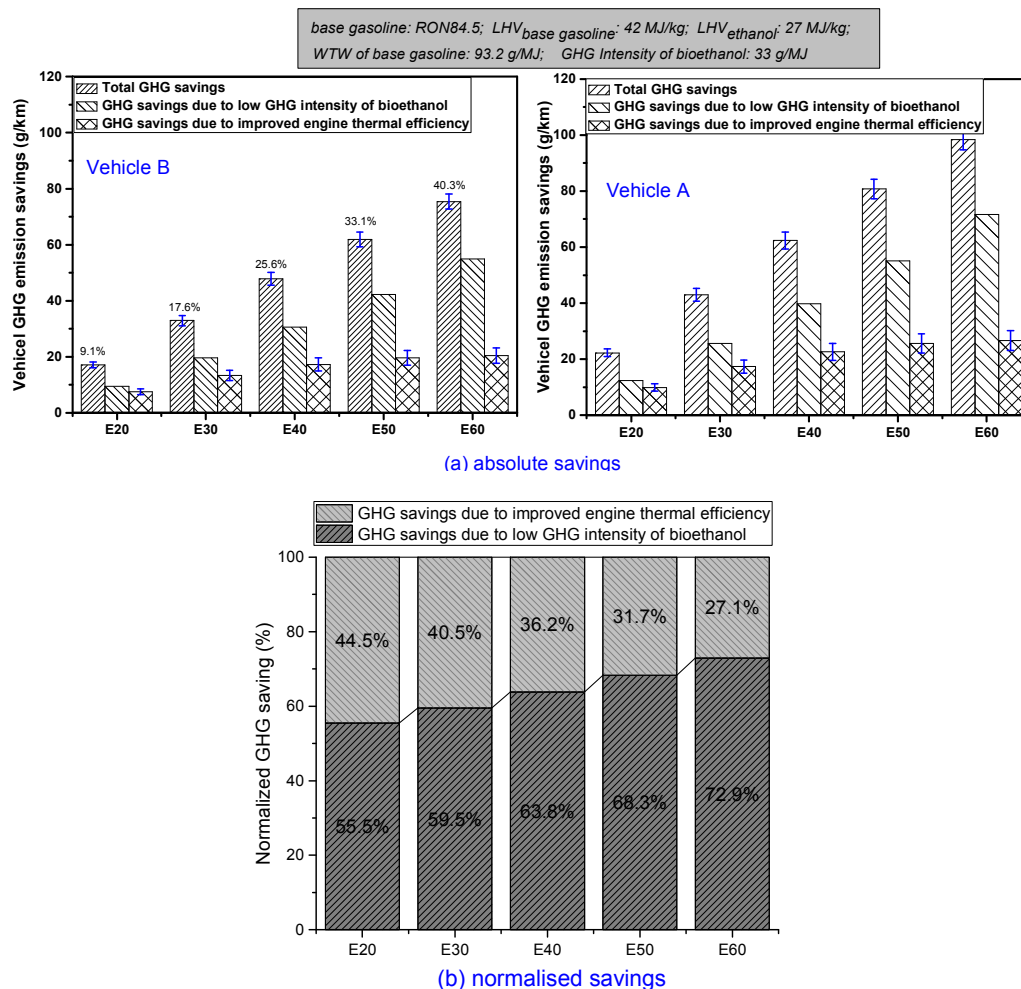 base gasoline: RON84.5; LHVbase gasoline: 42 MJ/kg; LHVethanol: 27 MJ/kg;
WTW of base gasoline: 93.2 g/MJ; GHG Intensity of bioethanol: 33 g/MJ
Vehicel GHG emission savings (g/km)
120
100
80
60
40
20
0
Total GHG savings
GHG savings due to low GHG intensity of bioethanol
GHG savings due to improved engine thermal efficiency
Vehicle B
9.1%
17.6%
25.6%
33.1%
40.3%
E20 E30 E40 E50 E60
Vehicle GHG emission savings (g/km)
120
100
80
60
40
20
0
Total GHG savings
GHG savings due to low GHG intensity of bioethanol
GHG savings due to improved engine thermal efficiency
Vehicle A
E20 E30 E40 E50 E60
(a) absolute savings
GHG savings due to improved engine thermal efficiency
GHG savings due to low GHG intensity of bioethanol
Normalized GHG saving (%)
100
80
60
40
20
0
44.5% 40.5% 36.2% 31.7% 27.1%
55.5% 59.5% 63.8% 68.3% 72.9%
E20 E30 E40 E50 E60
(b) normalised savings